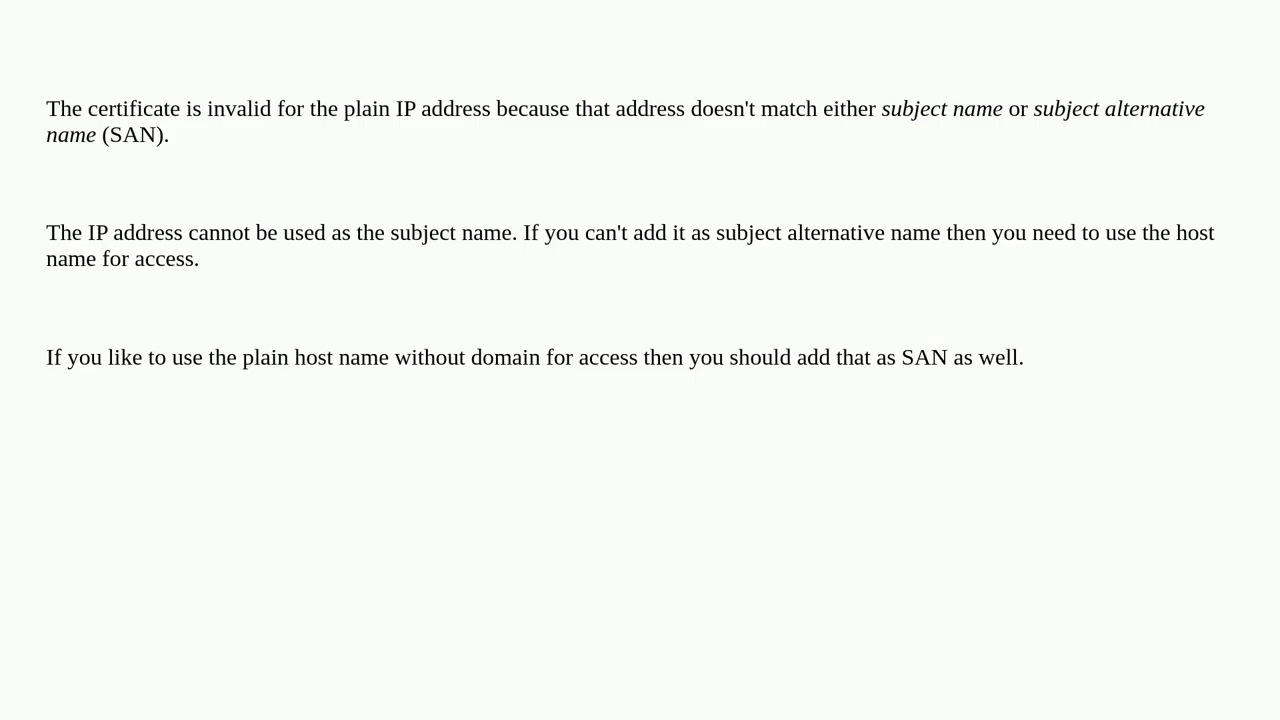 The certificate is invalid for the plain IP address because that address doesn't match either subject name or subject alternative
name (SAN).
The IP address cannot be used as the subject name. If you can't add it as subject alternative name then you need to use the host
name for access.
If you like to use the plain host name without domain for access then you should add that as SAN as well.